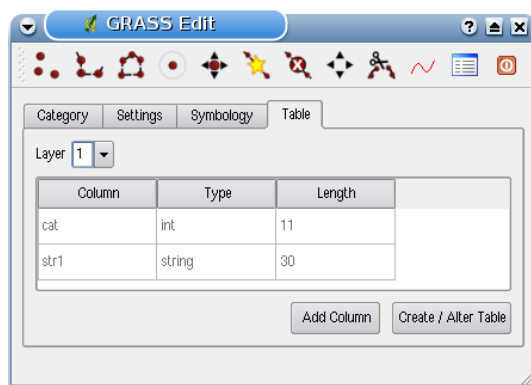 GRASS Edit
Category Settings Symbology Table
Layer 1
Column Type Length
cat int 11
str1 string 30
Add Column Create / Alter Table